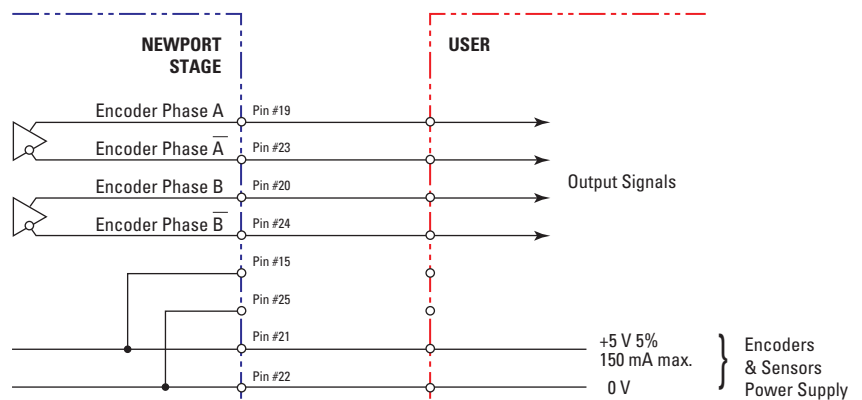 NEWPORT
STAGE
USER
Encoder Phase A
Pin #19
Encoder Phase A̅
Pin #23
Encoder Phase B
Pin #20
Encoder Phase B̅
Pin #24
Output Signals
Pin #15
Pin #25
Pin #21
+5 V 5%
150 mA max.
Pin #22
0 V
}
Encoders
& Sensors
Power Supply